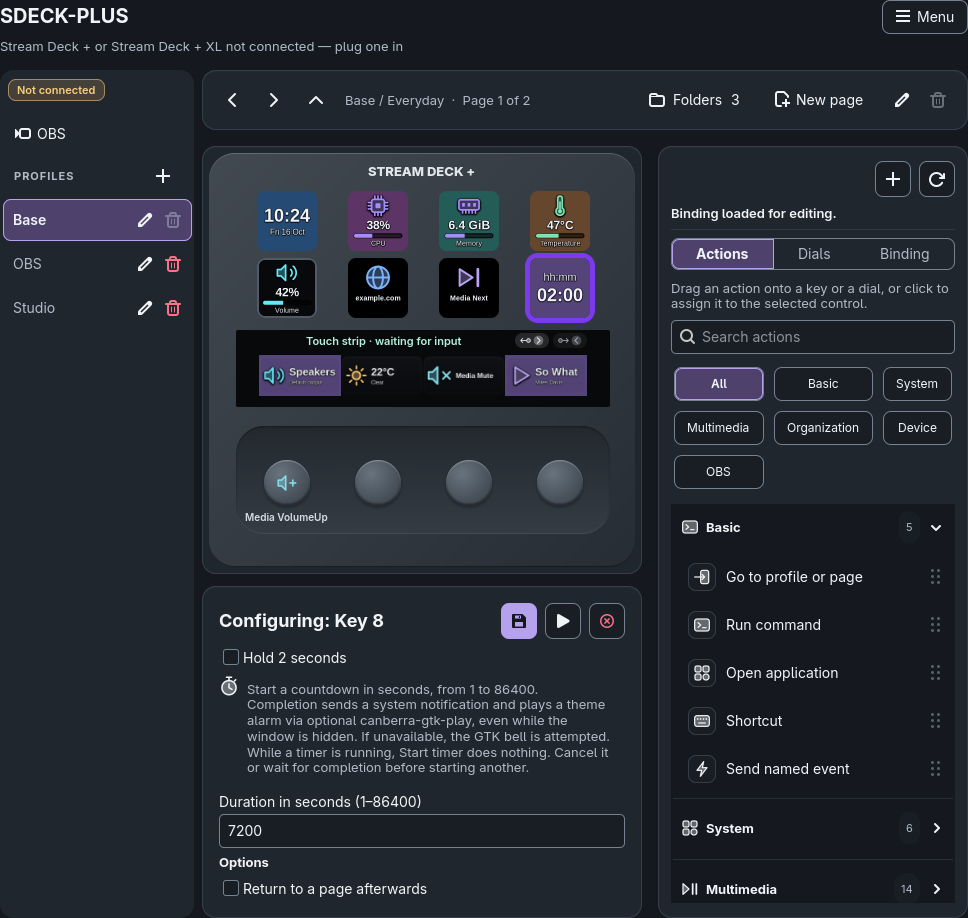 SDECK-PLUS
Menu
Stream Deck + or Stream Deck + XL not connected — plug one in
Not connected
OBS
PROFILES
Base
OBS
Studio
Base / Everyday · Page 1 of 2
Folders 3
New page
STREAM DECK +
10:24
Fri 16 Oct
38%
CPU
6.4 GiB
Memory
47°C
Temperature
42%
Volume
example.com
Media Next
hh:mm
02:00
Touch strip · waiting for input
Speakers
Default output
22°C
Clear
Media Mute
So What
Miles Davis
Media VolumeUp
Configuring: Key 8
Hold 2 seconds
Start a countdown in seconds, from 1 to 86400.
Completion sends a system notification and plays a theme
alarm via optional canberra-gtk-play, even while the
window is hidden. If unavailable, the GTK bell is attempted.
While a timer is running, Start timer does nothing. Cancel it
or wait for completion before starting another.
Duration in seconds (1–86400)
7200
Options
Return to a page afterwards
Binding loaded for editing.
Actions
Dials
Binding
Drag an action onto a key or a dial, or click to
assign it to the selected control.
Search actions
All
Basic
System
Multimedia
Organization
Device
OBS
Basic 5
Go to profile or page
Run command
Open application
Shortcut
Send named event
System 6
Multimedia 14